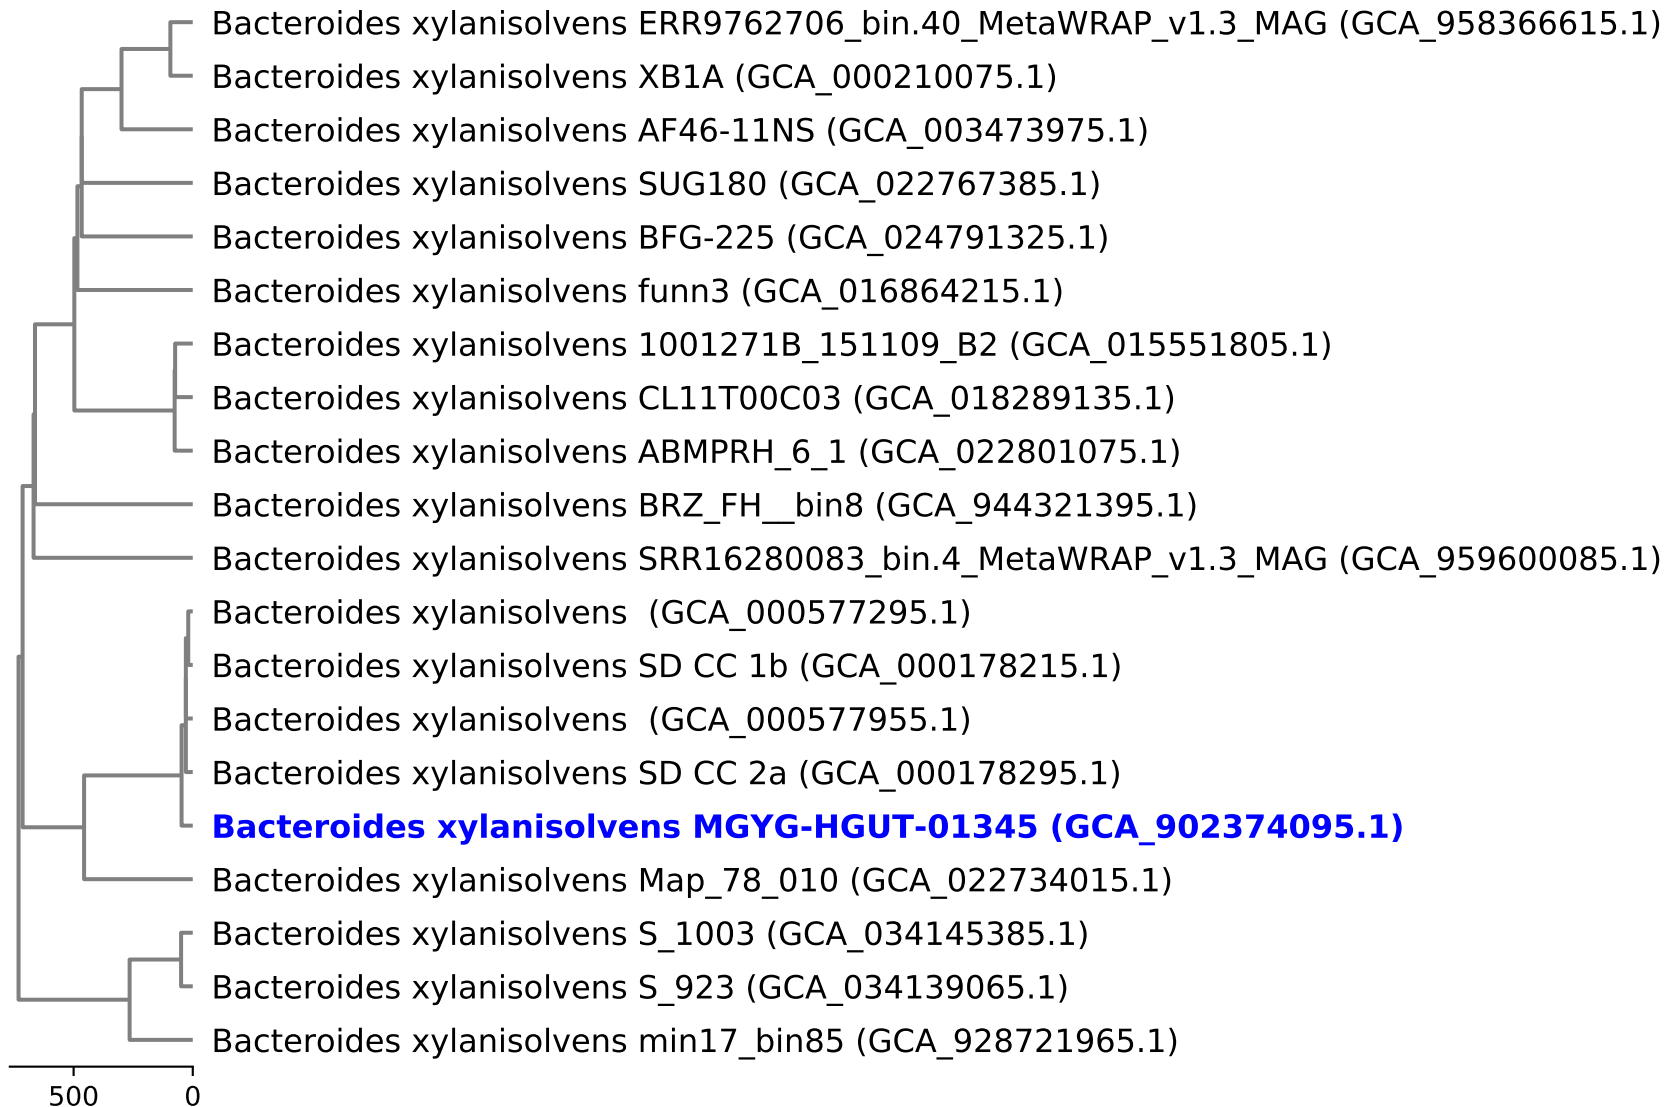 Bacteroides xylanisolvens ERR9762706_bin.40_MetaWRAP_v1.3_MAG (GCA_958366615.1)
Bacteroides xylanisolvens XB1A (GCA_000210075.1)
Bacteroides xylanisolvens AF46-11NS (GCA_003473975.1)
Bacteroides xylanisolvens SUG180 (GCA_022767385.1)
Bacteroides xylanisolvens BFG-225 (GCA_024791325.1)
Bacteroides xylanisolvens funn3 (GCA_016864215.1)
Bacteroides xylanisolvens 1001271B_151109_B2 (GCA_015551805.1)
Bacteroides xylanisolvens CL11T00C03 (GCA_018289135.1)
Bacteroides xylanisolvens ABMPRH_6_1 (GCA_022801075.1)
Bacteroides xylanisolvens BRZ_FH__bin8 (GCA_944321395.1)
Bacteroides xylanisolvens SRR16280083_bin.4_MetaWRAP_v1.3_MAG (GCA_959600085.1)
Bacteroides xylanisolvens  (GCA_000577295.1)
Bacteroides xylanisolvens SD CC 1b (GCA_000178215.1)
Bacteroides xylanisolvens  (GCA_000577955.1)
Bacteroides xylanisolvens SD CC 2a (GCA_000178295.1)
Bacteroides xylanisolvens MGYG-HGUT-01345 (GCA_902374095.1)
Bacteroides xylanisolvens Map_78_010 (GCA_022734015.1)
Bacteroides xylanisolvens S_1003 (GCA_034145385.1)
Bacteroides xylanisolvens S_923 (GCA_034139065.1)
Bacteroides xylanisolvens min17_bin85 (GCA_928721965.1)
500 0